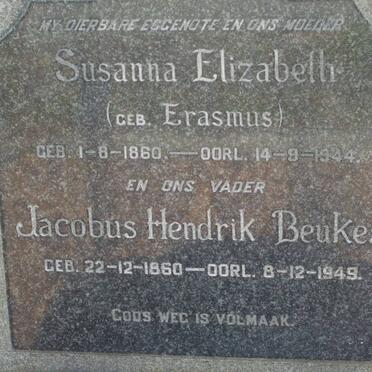 MY DIERBARE EGGENOTE EN ONS MOEDER
Susanna Elizabeth
(GEB. Erasmus)
GEB. 1-8-1860.—OORL. 14-9-1944.
EN ONS VADER
Jacobus Hendrik Beukes
GEB. 22-12-1860—OORL. 8-12-1949.
GODS WEG IS VOLMAAK.